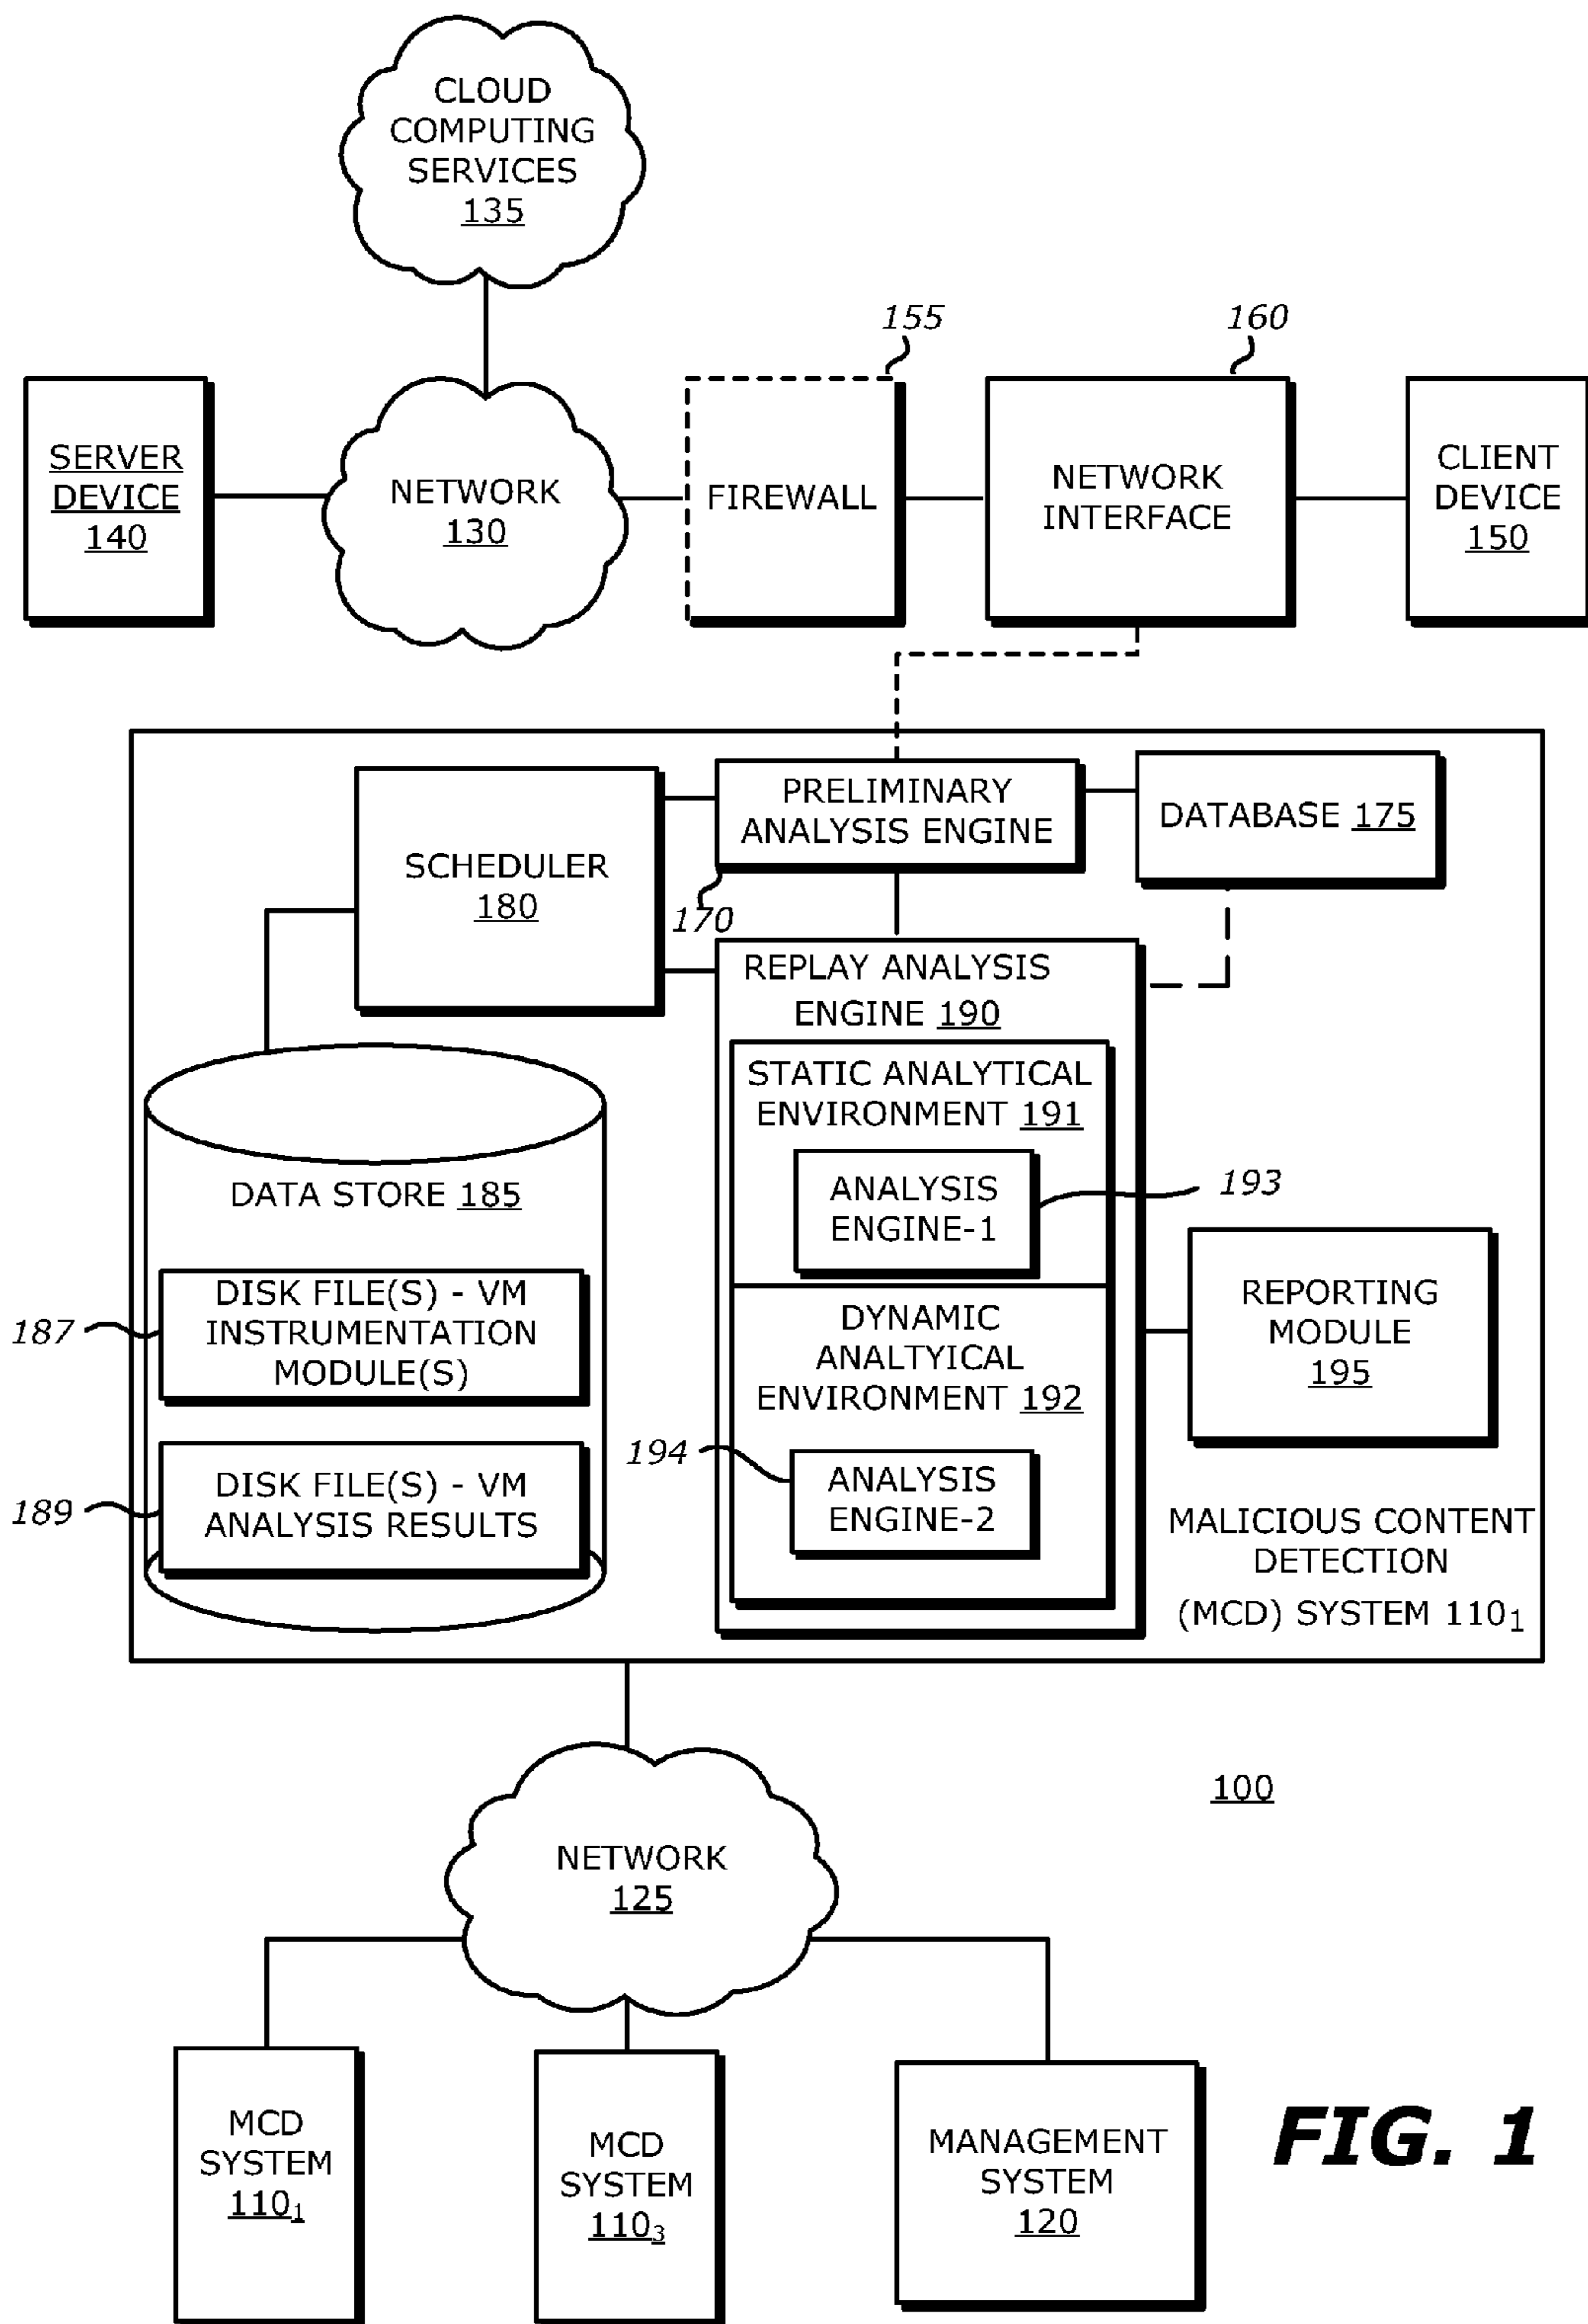 CLOUD
COMPUTING
SERVICES
135
155
160
SERVER
DEVICE
140
NETWORK
130
FIREWALL
NETWORK
INTERFACE
CLIENT
DEVICE
150
SCHEDULER
180
PRELIMINARY
ANALYSIS ENGINE
170
DATABASE 175
REPLAY ANALYSIS
ENGINE 190
STATIC ANALYTICAL
ENVIRONMENT 191
ANALYSIS
ENGINE-1
193
DATA STORE 185
187
DISK FILE(S) - VM
INSTRUMENTATION
MODULE(S)
189
DISK FILE(S) - VM
ANALYSIS RESULTS
DYNAMIC
ANALTYICAL
ENVIRONMENT 192
194
ANALYSIS
ENGINE-2
REPORTING
MODULE
195
MALICIOUS CONTENT
DETECTION
(MCD) SYSTEM 110₁
100
NETWORK
125
MCD
SYSTEM
110₁
MCD
SYSTEM
110₃
MANAGEMENT
SYSTEM
120
FIG. 1